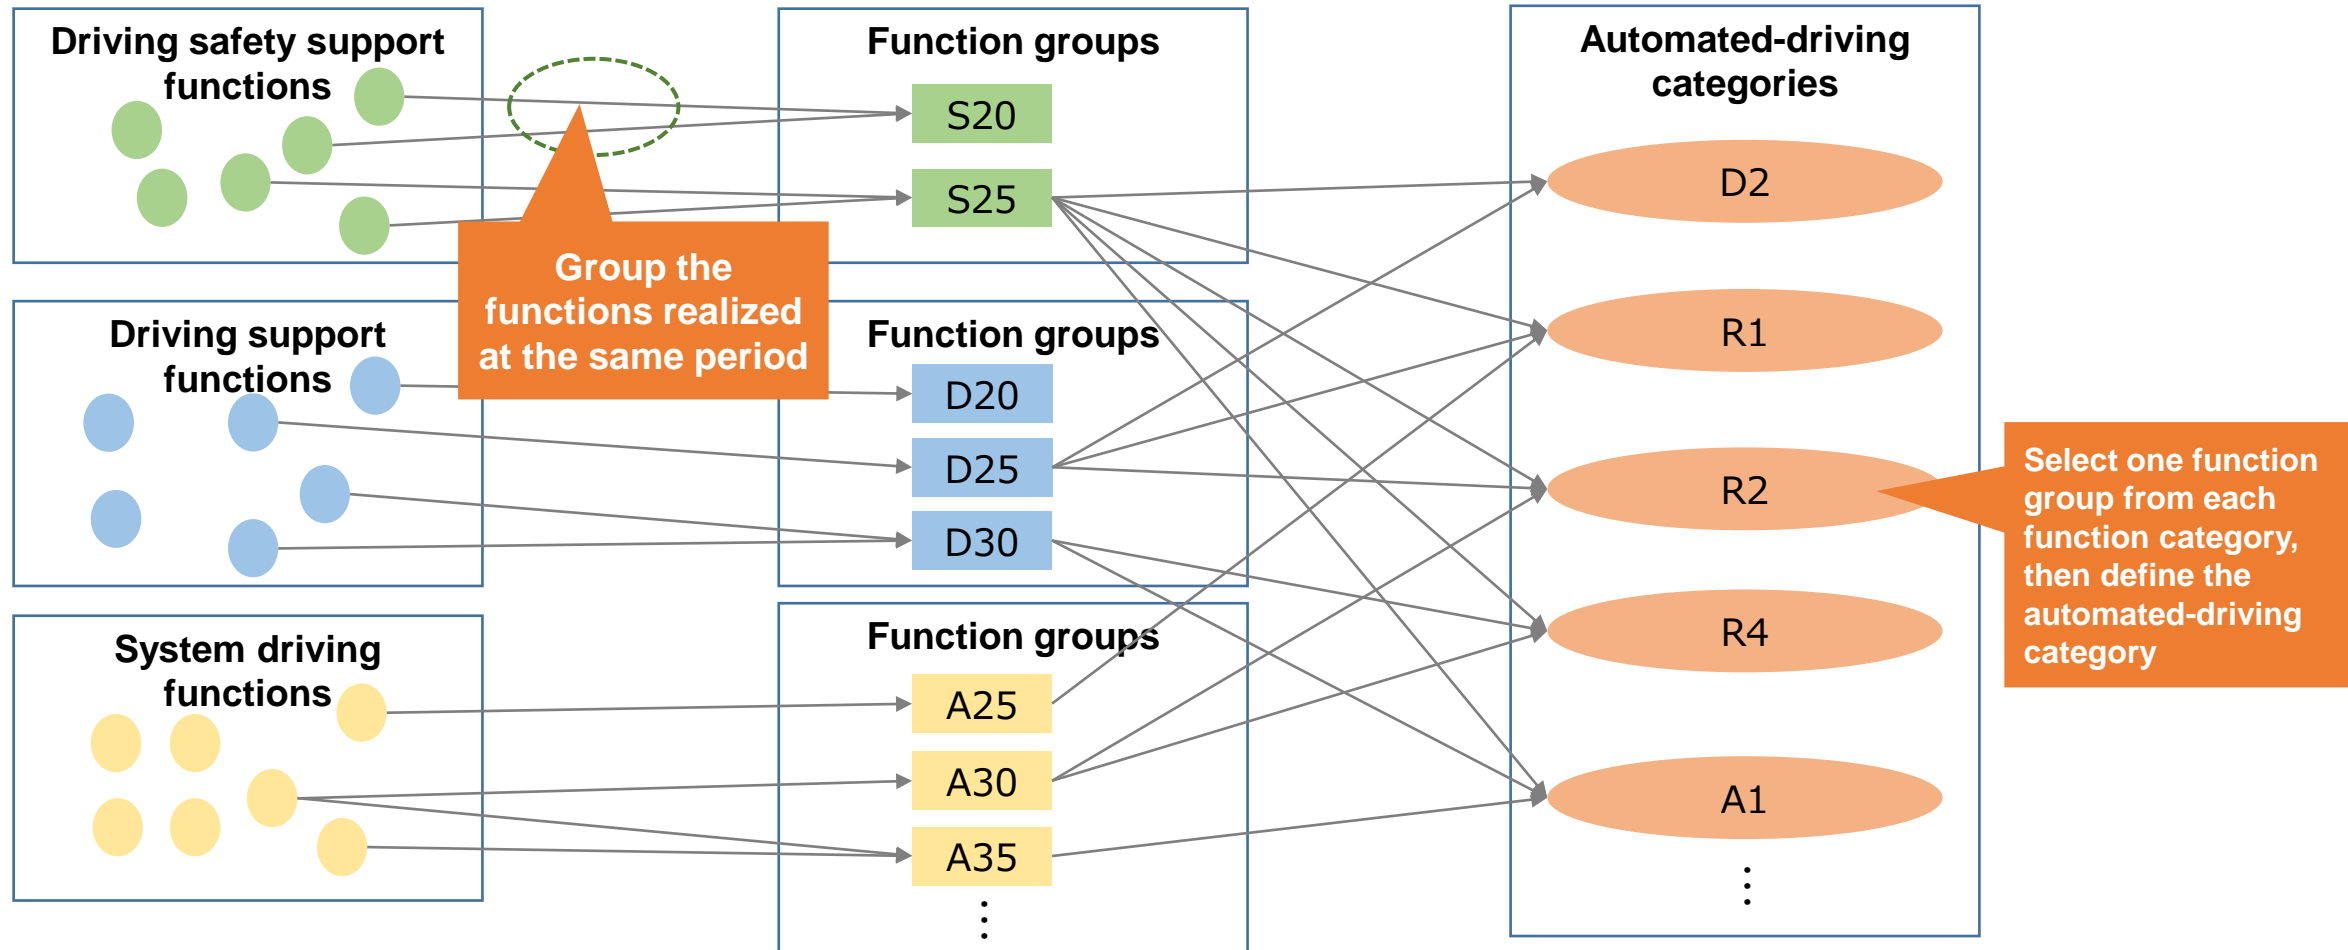 Driving safety support
functions
Function groups
S20
S25
Group the
functions realized
at the same period
Driving support
functions
Function groups
D20
D25
D30
System driving
functions
Function groups
A25
A30
A35
⋮
Automated-driving
categories
D2
R1
R2
R4
A1
⋮
Select one function
group from each
function category,
then define the
automated-driving
category